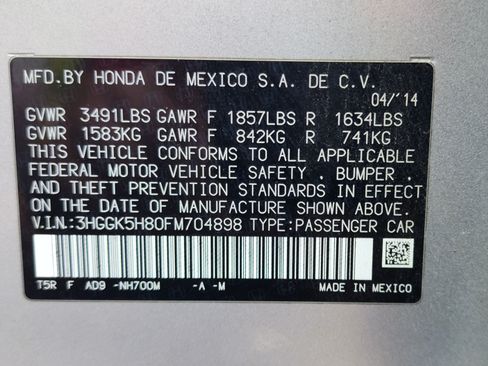 MFD. BY HONDA DE MEXICO S.A. DE C.V.
04/'14
GVWR 3491LBS GAWR F 1857LBS R 1634LBS
GVWR 1583KG GAWR F 842KG R 741KG
THIS VEHICLE CONFORMS TO ALL APPLICABLE
FEDERAL MOTOR VEHICLE SAFETY , BUMPER ,
AND THEFT PREVENTION STANDARDS IN EFFECT
ON THE DATE OF MANUFACTURE SHOWN ABOVE.
V.I.N.:3HGGK5H80FM704898 TYPE:PASSENGER CAR
T5R F AD9 -NH700M -A -M MADE IN MEXICO